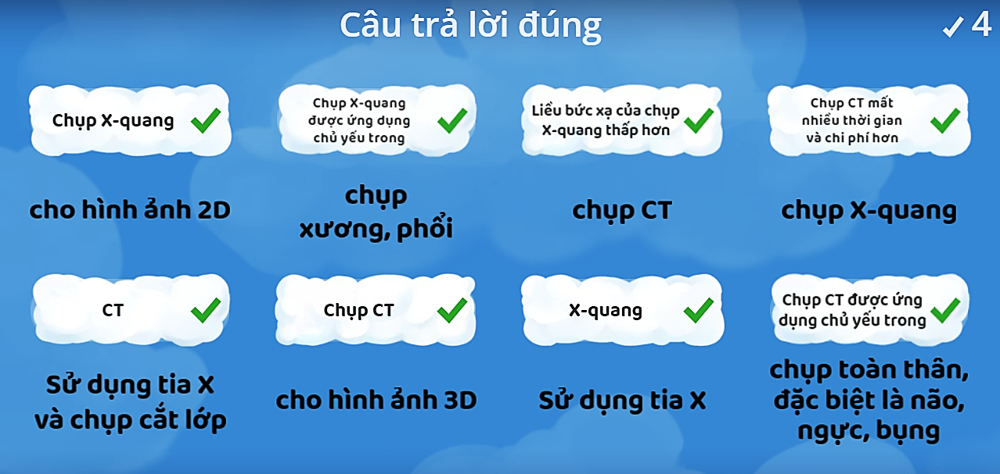 Câu trả lời đúng
4
Chụp X-quang
cho hình ảnh 2D
Chụp X-quang
được ứng dụng
chủ yếu trong
chụp
xương, phổi
Liều bức xạ của chụp
X-quang thấp hơn
chụp CT
Chụp CT mất
nhiều thời gian
và chi phí hơn
chụp X-quang
CT
Sử dụng tia X
và chụp cắt lớp
Chụp CT
cho hình ảnh 3D
X-quang
Sử dụng tia X
Chụp CT được ứng
dụng chủ yếu trong
chụp toàn thân,
đặc biệt là não,
ngực, bụng